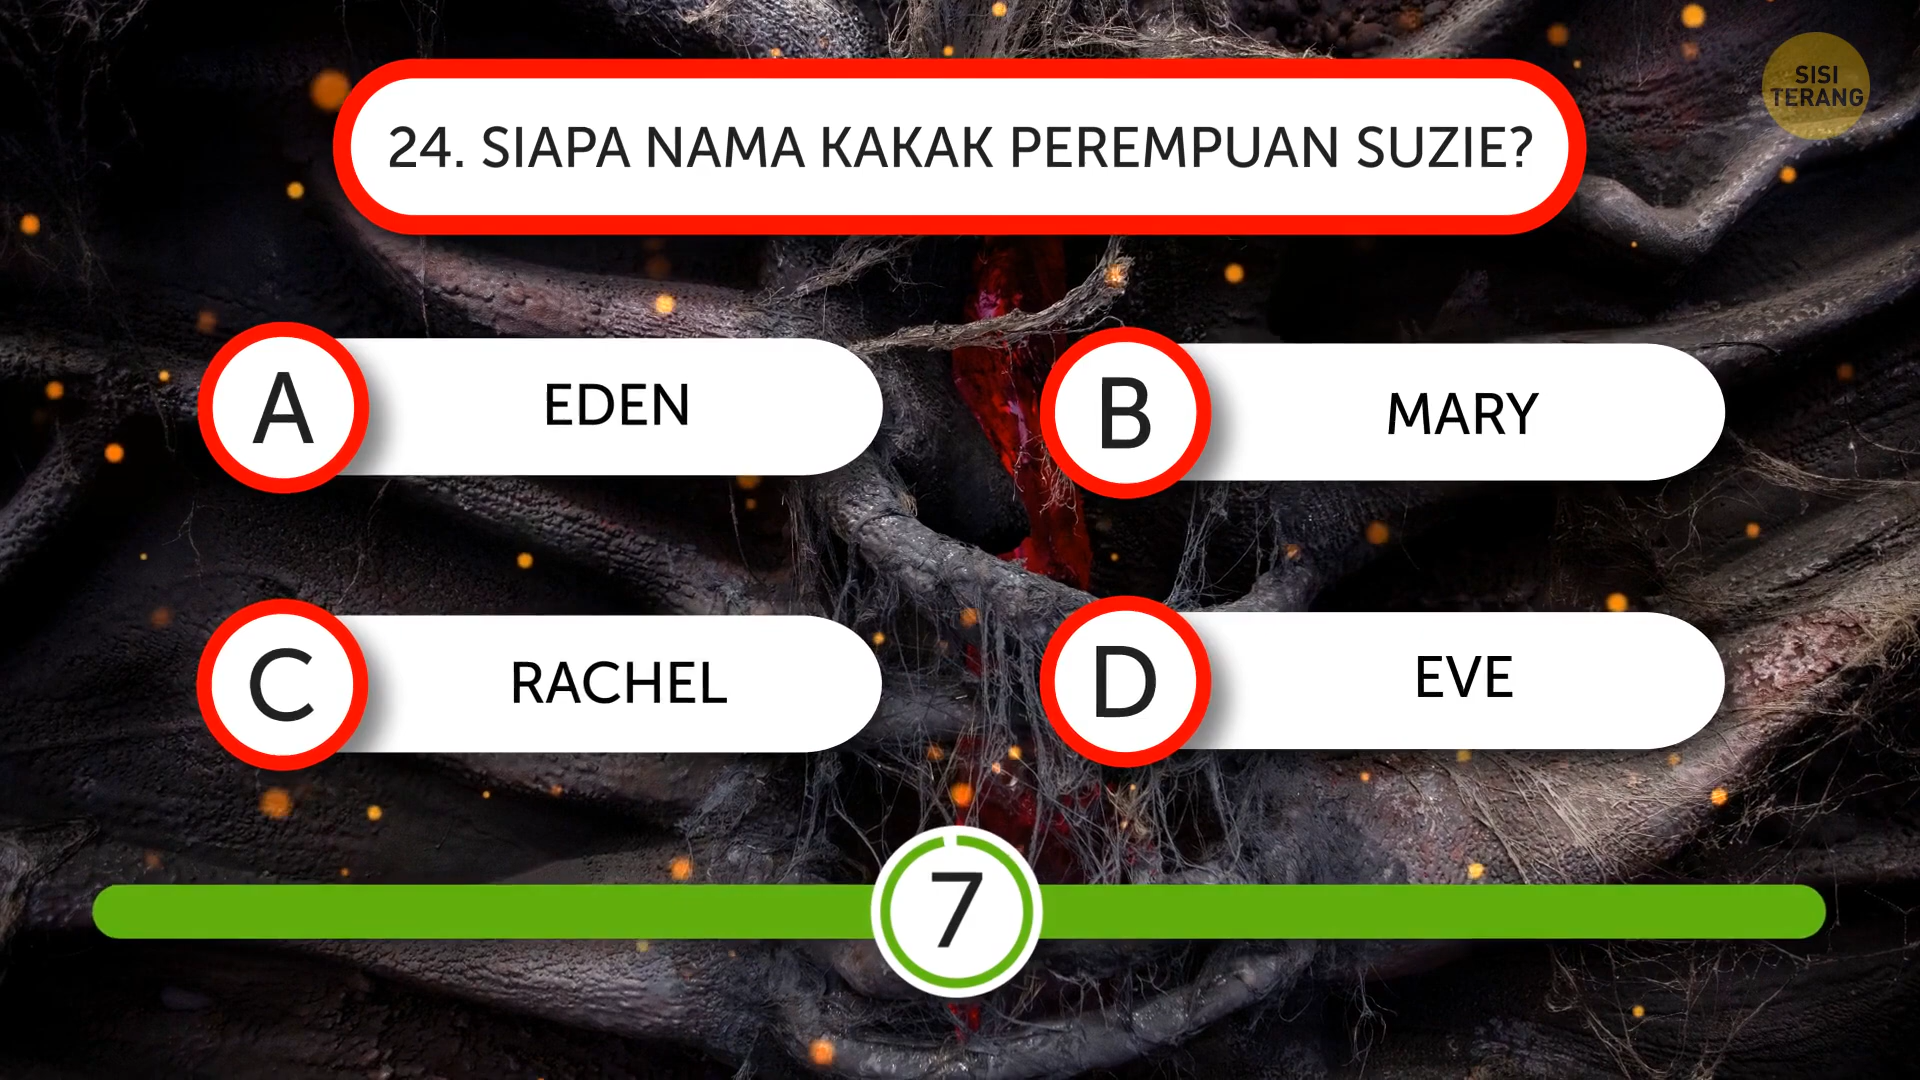 SISI
TERANG
24. SIAPA NAMA KAKAK PEREMPUAN SUZIE?
A
EDEN
B
MARY
C
RACHEL
D
EVE
7